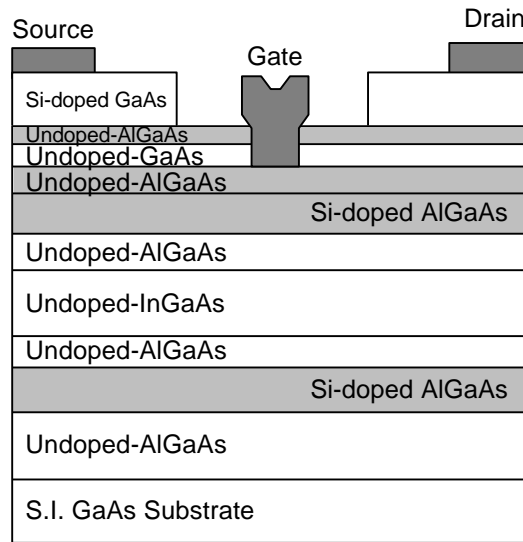 Source
Gate
Drain
Si-doped GaAs
Undoped-AlGaAs
Undoped-GaAs
Undoped-AlGaAs
Si-doped AlGaAs
Undoped-AlGaAs
Undoped-InGaAs
Undoped-AlGaAs
Si-doped AlGaAs
Undoped-AlGaAs
S.I. GaAs Substrate